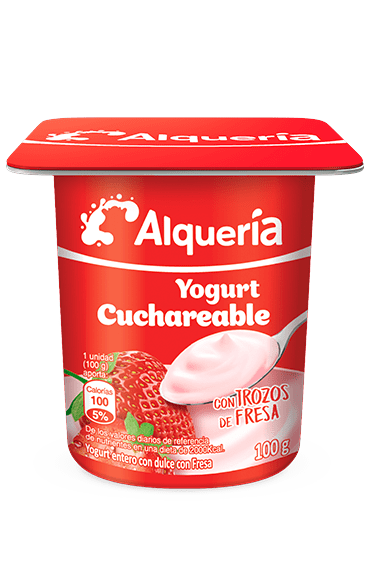 Alquería
Alquería
Yogurt
Cuchareable
1 unidad
(100 g)
aporta:
Calorías
100
5%
CON TROZOS
DE FRESA
De los valores diarios de referencia
de nutrientes en una dieta de 2000Kcal.
100 g
Yogurt entero con dulce con Fresa